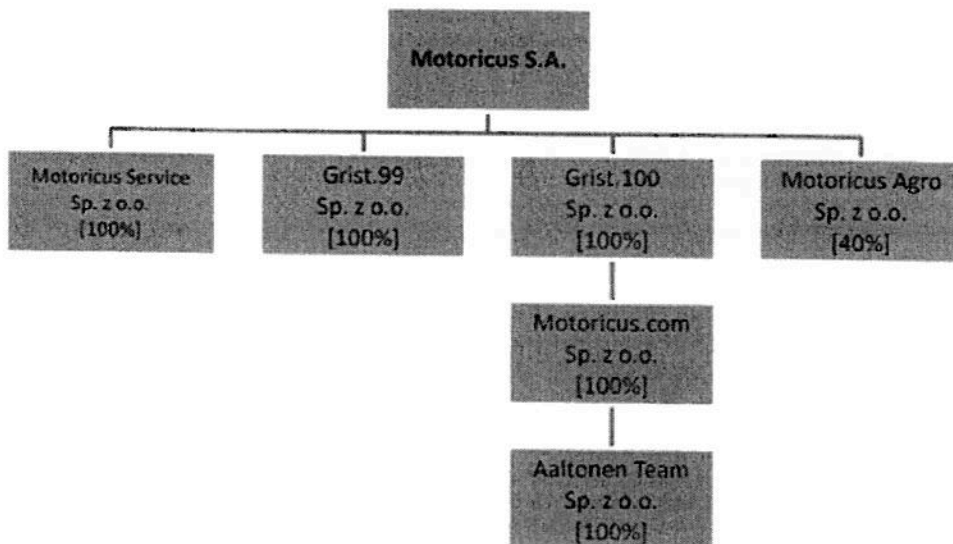 Motoricus S.A.
Motoricus Service
Sp. z o.o.
[100%]
Grist.99
Sp. z o.o.
[100%]
Grist.100
Sp. z o.o.
[100%]
Motoricus Agro
Sp. z o.o.
[40%]
Motoricus.com
Sp. z o.o.
[100%]
Aaltonen Team
Sp. z o.o.
[100%]